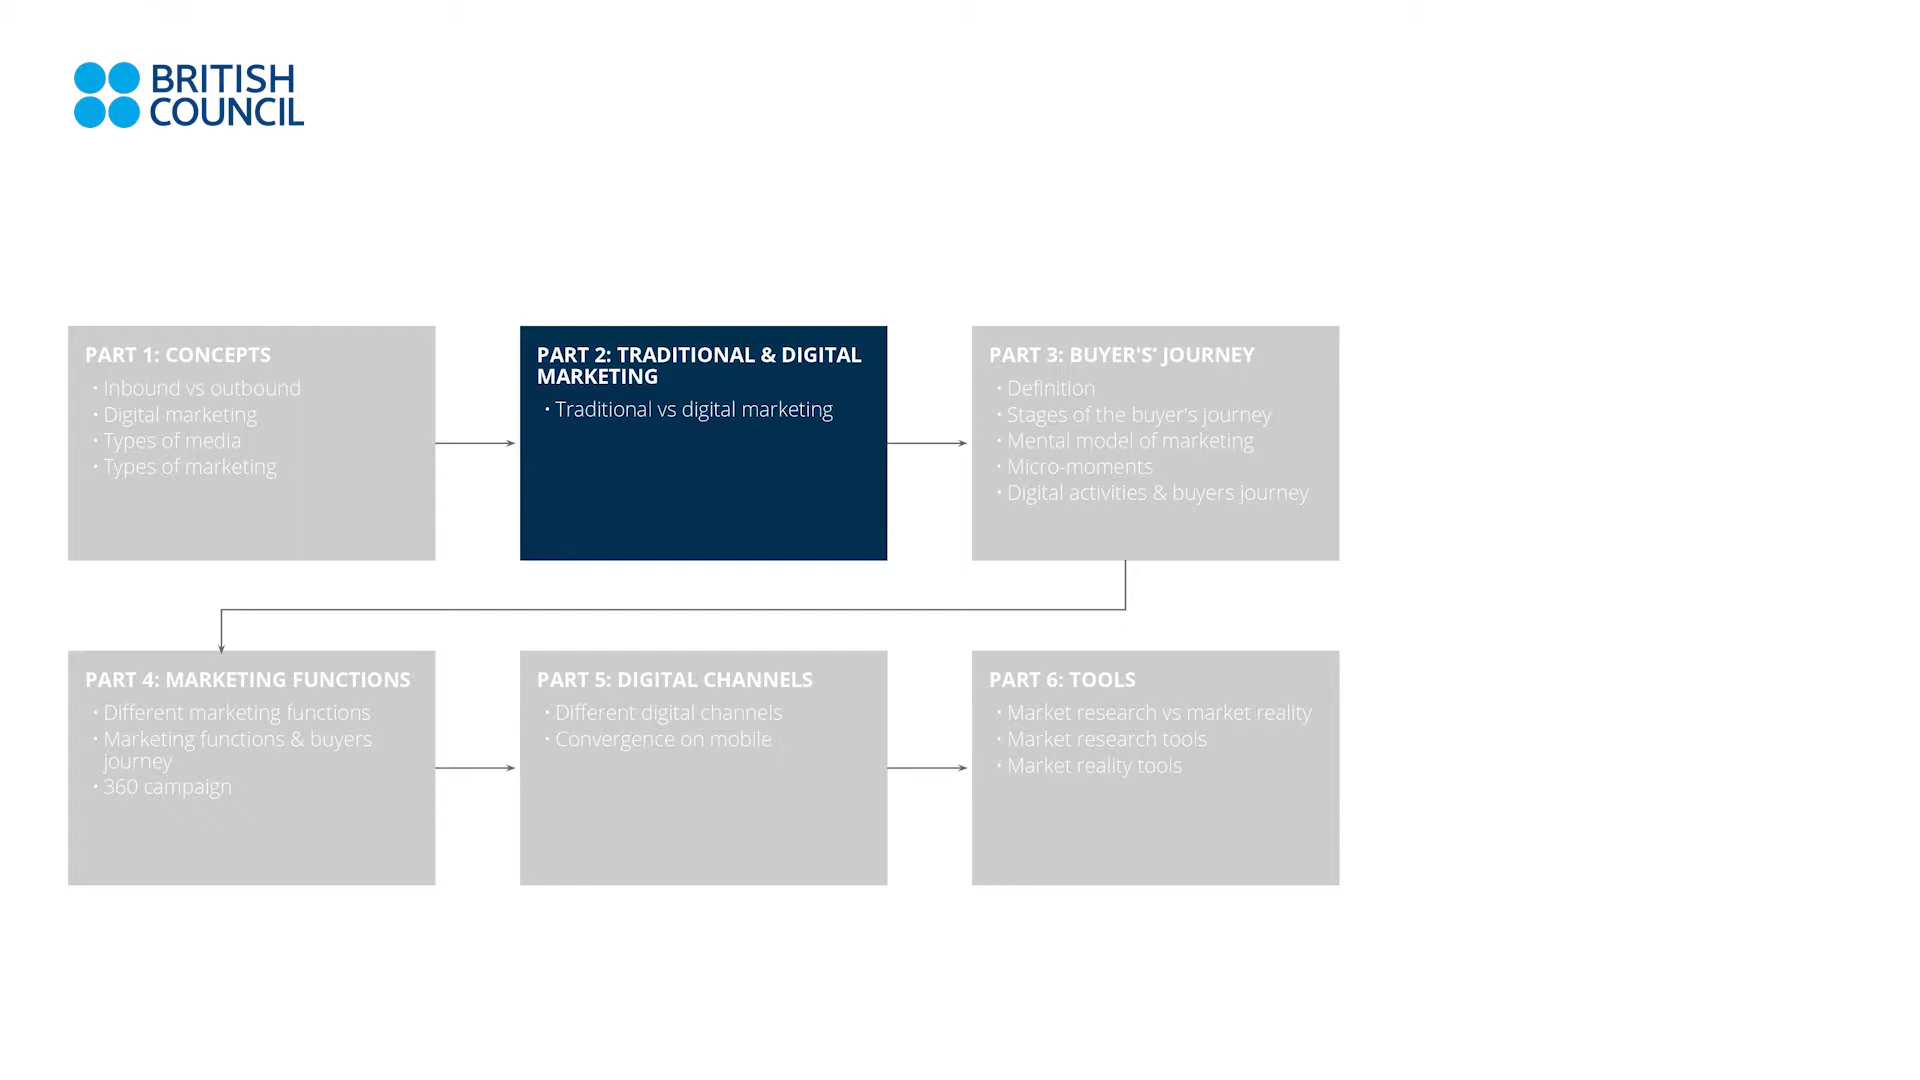 BRITISH
COUNCIL
PART 1: CONCEPTS
• Inbound vs outbound
• Digital marketing
• Types of media
• Types of marketing
PART 2: TRADITIONAL & DIGITAL
MARKETING
• Traditional vs digital marketing
PART 3: BUYER'S’ JOURNEY
• Definition
• Stages of the buyer's journey
• Mental model of marketing
• Micro-moments
• Digital activities & buyers journey
PART 4: MARKETING FUNCTIONS
• Different marketing functions
• Marketing functions & buyers
journey
• 360 campaign
PART 5: DIGITAL CHANNELS
• Different digital channels
• Convergence on mobile
PART 6: TOOLS
• Market research vs market reality
• Market research tools
• Market reality tools